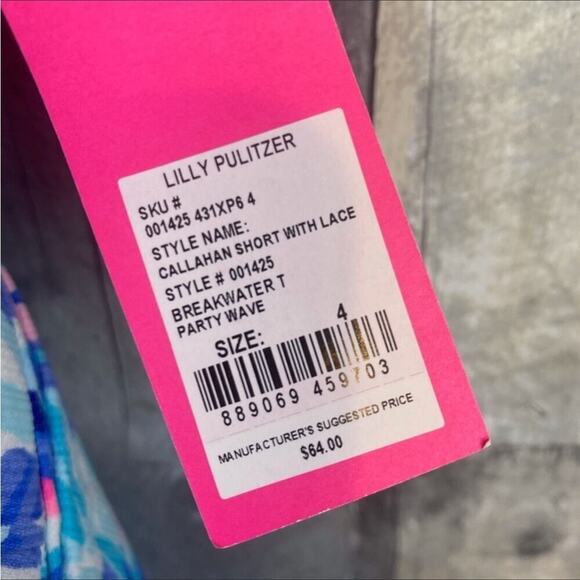 LILLY PULITZER
SKU #
001425 431XP6 4
STYLE NAME:
CALLAHAN SHORT WITH LACE
STYLE # 001425
BREAKWATER T
PARTY WAVE
SIZE: 4
889069 459703
MANUFACTURER'S SUGGESTED PRICE
$64.00